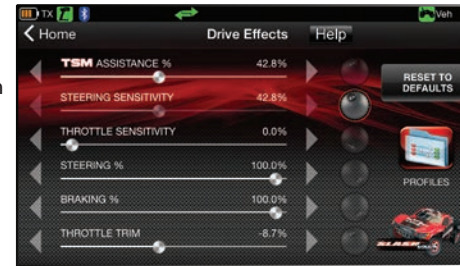 TX Veh
Home Drive Effects Help
TSM ASSISTANCE % 42.8%
STEERING SENSITIVITY 42.8%
THROTTLE SENSITIVITY 0.0%
STEERING % 100.0%
BRAKING % 100.0%
THROTTLE TRIM -8.7%
RESET TO
DEFAULTS
PROFILES
SLASH
n